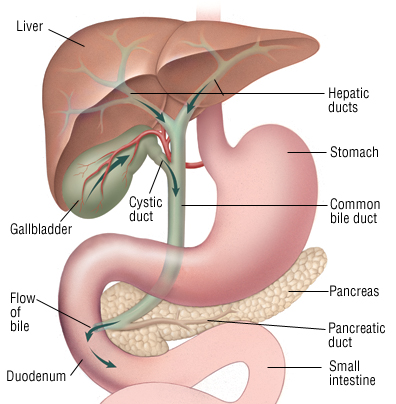 Liver
Hepatic
ducts
Stomach
Cystic
duct
Common
bile duct
Gallbladder
Pancreas
Flow
of
bile
Pancreatic
duct
Duodenum
Small
intestine